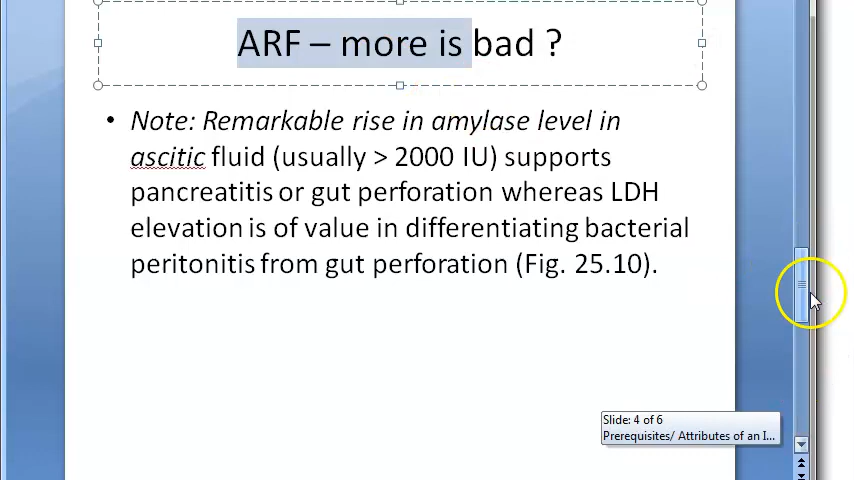 ARF – more is bad ?
• Note: Remarkable rise in amylase level in
ascitic fluid (usually > 2000 IU) supports
pancreatitis or gut perforation whereas LDH
elevation is of value in differentiating bacterial
peritonitis from gut perforation (Fig. 25.10).
Slide: 4 of 6
Prerequisites/ Attributes of an I...